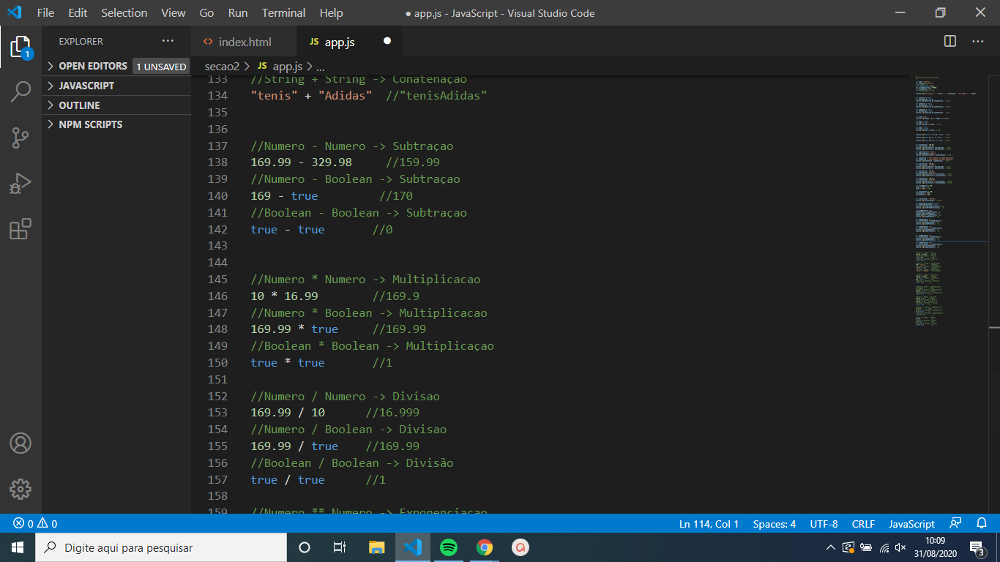 File Edit Selection View Go Run Terminal Help ● app.js - JavaScript - Visual Studio Code
EXPLORER ···
<> index.html JS app.js ●
1
> OPEN EDITORS 1 UNSAVED
> JAVASCRIPT
> OUTLINE
> NPM SCRIPTS
secao2 > JS app.js > ...
133 //String + String -> Conatenaçao
134 "tenis" + "Adidas" //"tenisAdidas"
135
136
137 //Numero - Numero -> Subtraçao
138 169.99 - 329.98 //159.99
139 //Numero - Boolean -> Subtraçao
140 169 - true //170
141 //Boolean - Boolean -> Subtraçao
142 true - true //0
143
144
145 //Numero * Numero -> Multiplicacao
146 10 * 16.99 //169.9
147 //Numero * Boolean -> Multiplicacao
148 169.99 * true //169.99
149 //Boolean * Boolean -> Multiplicaçao
150 true * true //1
151
152 //Numero / Numero -> Divisao
153 169.99 / 10 //16.999
154 //Numero / Boolean -> Divisao
155 169.99 / true //169.99
156 //Boolean / Boolean -> Divisão
157 true / true //1
158
159 //Numero ** Numero -> Exponenciaçao
0 0 Ln 114, Col 1 Spaces: 4 UTF-8 CRLF JavaScript
Digite aqui para pesquisar
10:09
31/08/2020
3